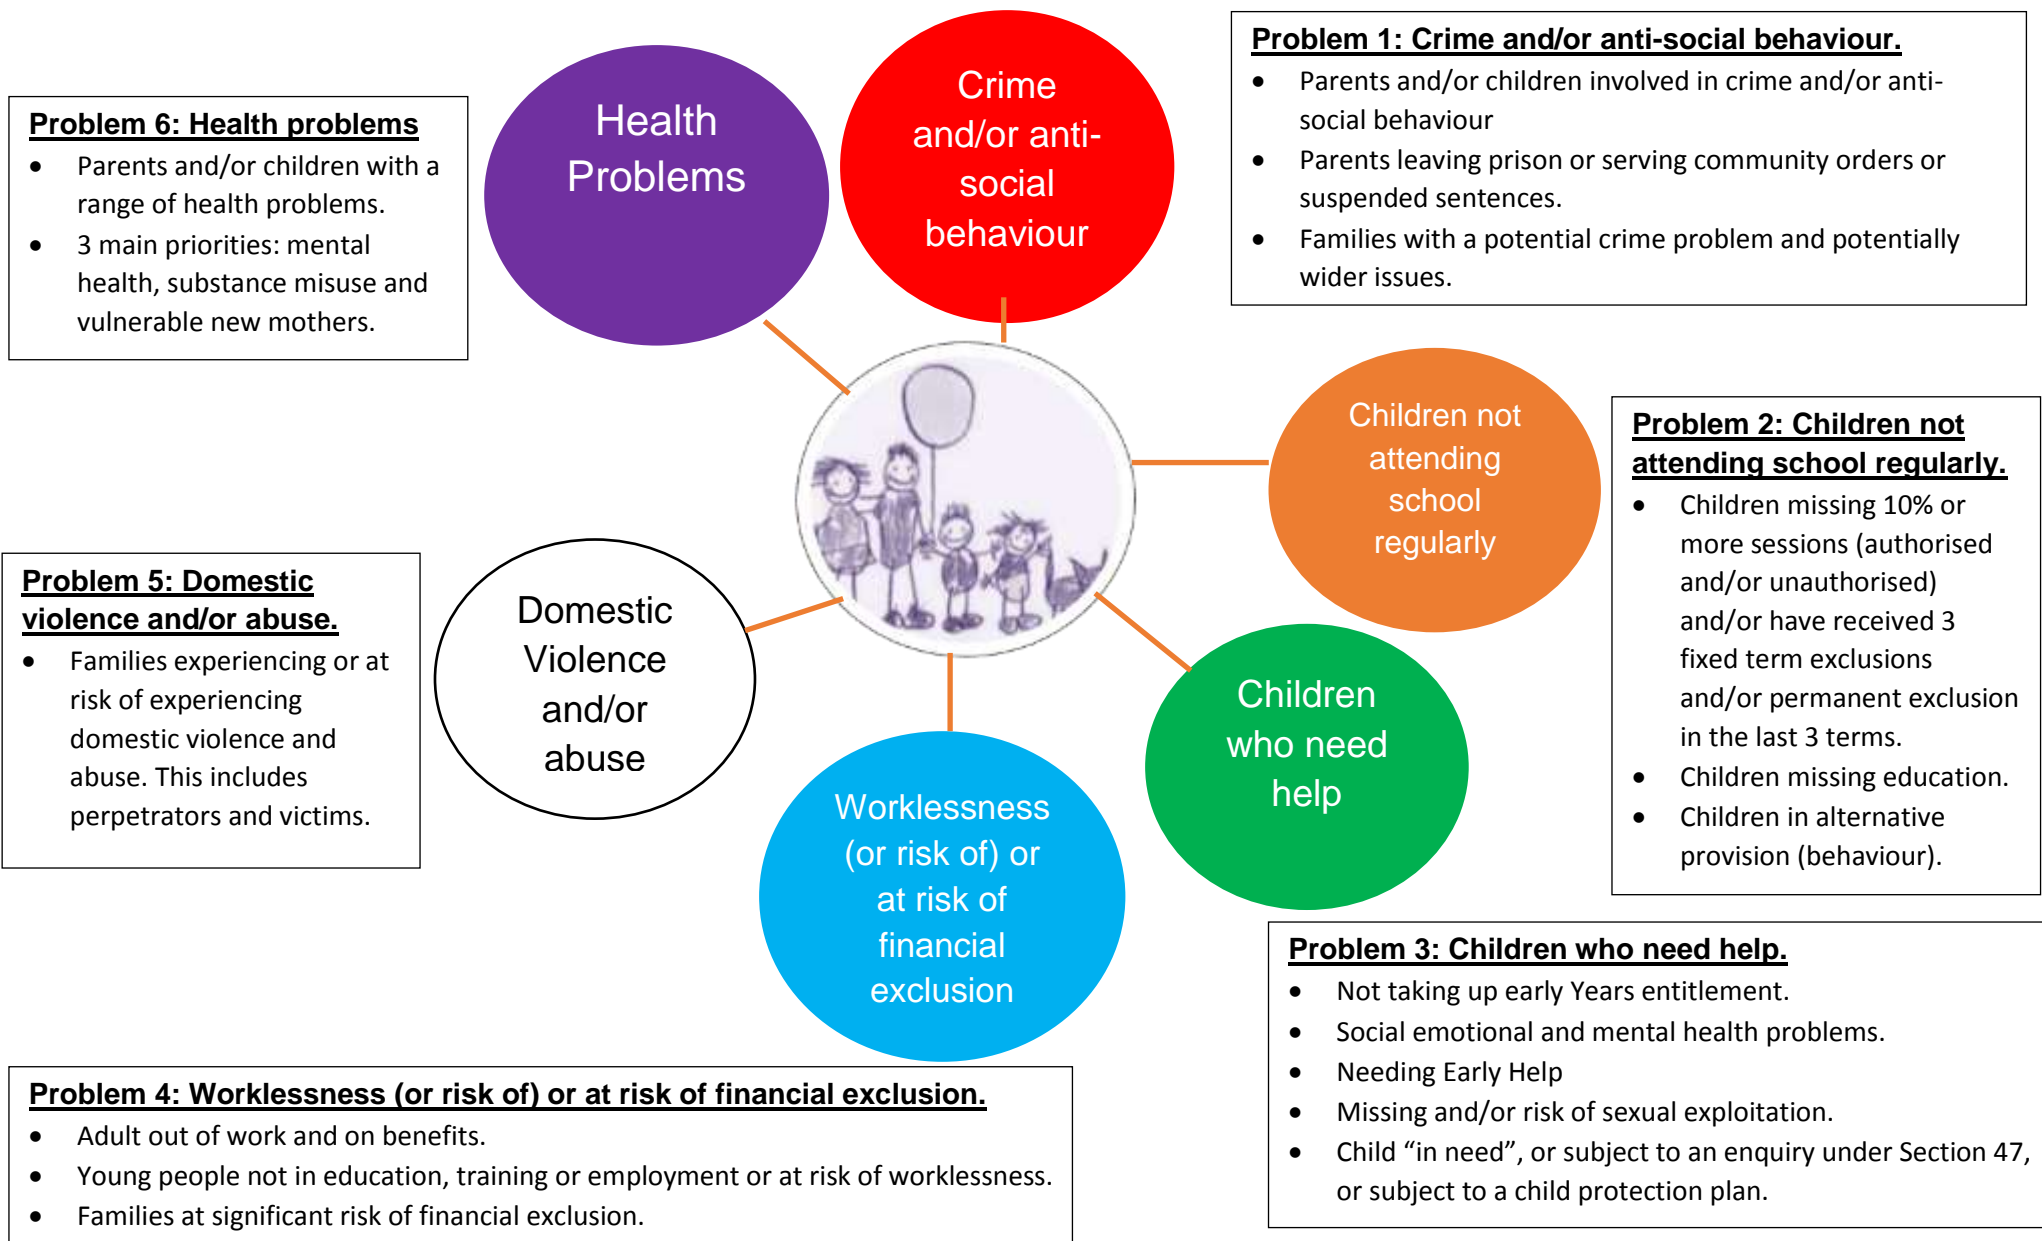 Problem 1: Crime and/or anti-social behaviour.
• Parents and/or children involved in crime and/or anti-
social behaviour
• Parents leaving prison or serving community orders or
suspended sentences.
• Families with a potential crime problem and potentially
wider issues.
Crime
and/or anti-
social
behaviour
Health
Problems
Problem 6: Health problems
• Parents and/or children with a
range of health problems.
• 3 main priorities: mental
health, substance misuse and
vulnerable new mothers.
Children not
attending
school
regularly
Problem 2: Children not
attending school regularly.
• Children missing 10% or
more sessions (authorised
and/or unauthorised)
and/or have received 3
fixed term exclusions
and/or permanent exclusion
in the last 3 terms.
• Children missing education.
• Children in alternative
provision (behaviour).
Problem 5: Domestic
violence and/or abuse.
• Families experiencing or at
risk of experiencing
domestic violence and
abuse. This includes
perpetrators and victims.
Domestic
Violence
and/or
abuse
Children
who need
help
Worklessness
(or risk of) or
at risk of
financial
exclusion
Problem 3: Children who need help.
• Not taking up early Years entitlement.
• Social emotional and mental health problems.
• Needing Early Help
• Missing and/or risk of sexual exploitation.
• Child “in need”, or subject to an enquiry under Section 47,
or subject to a child protection plan.
Problem 4: Worklessness (or risk of) or at risk of financial exclusion.
• Adult out of work and on benefits.
• Young people not in education, training or employment or at risk of worklessness.
• Families at significant risk of financial exclusion.